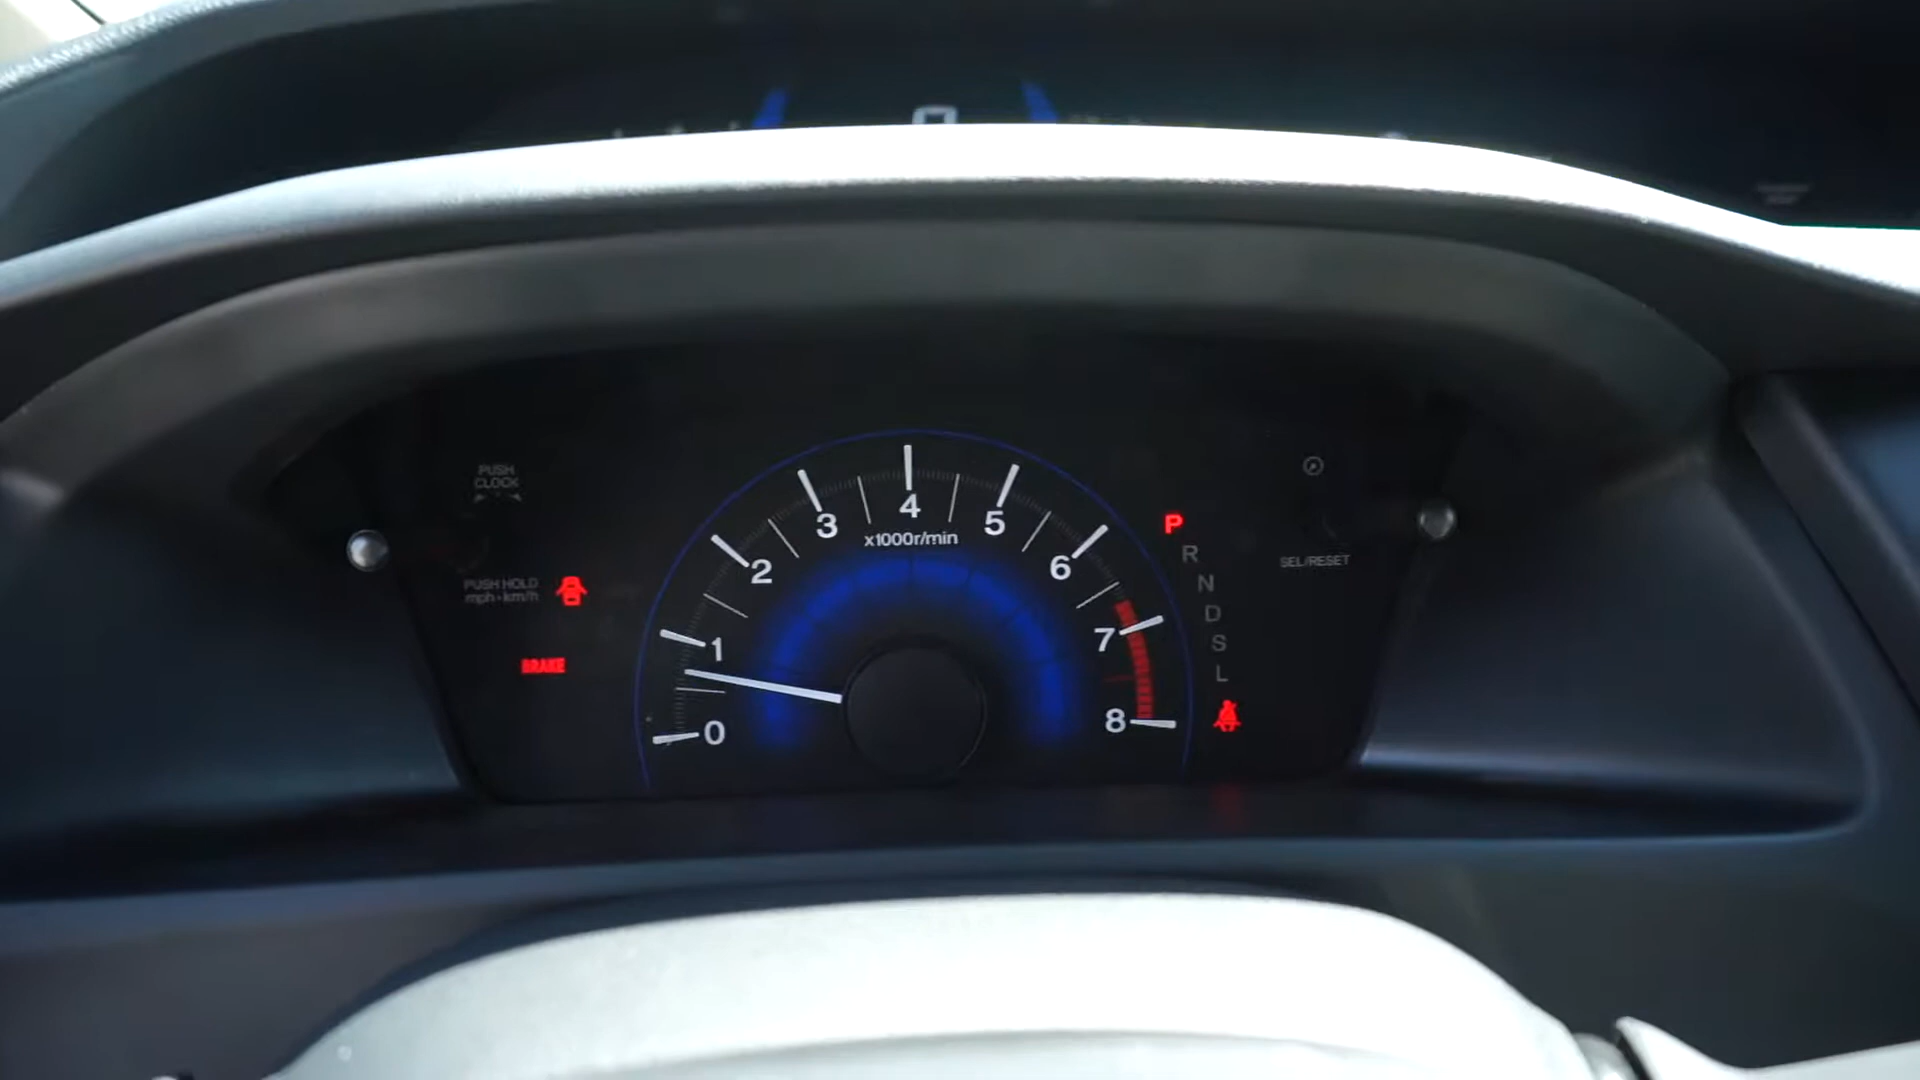 0
PUSH
CLOCK
PUSH HOLD
mph•km/h
BRAKE
0
1
2
3
4
5
6
7
8
x1000r/min
P
R
N
D
S
L
SEL/RESET